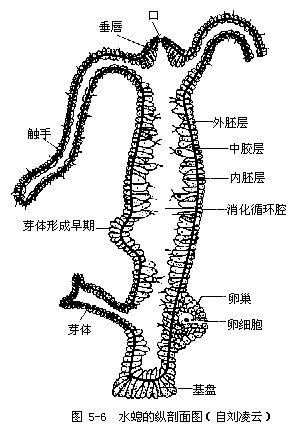 口
垂唇
触手
外胚层
中胶层
内胚层
消化循环腔
芽体形成早期
卵巢
卵细胞
芽体
基盘
图 5-6 水螅的纵剖面图(自刘凌云)